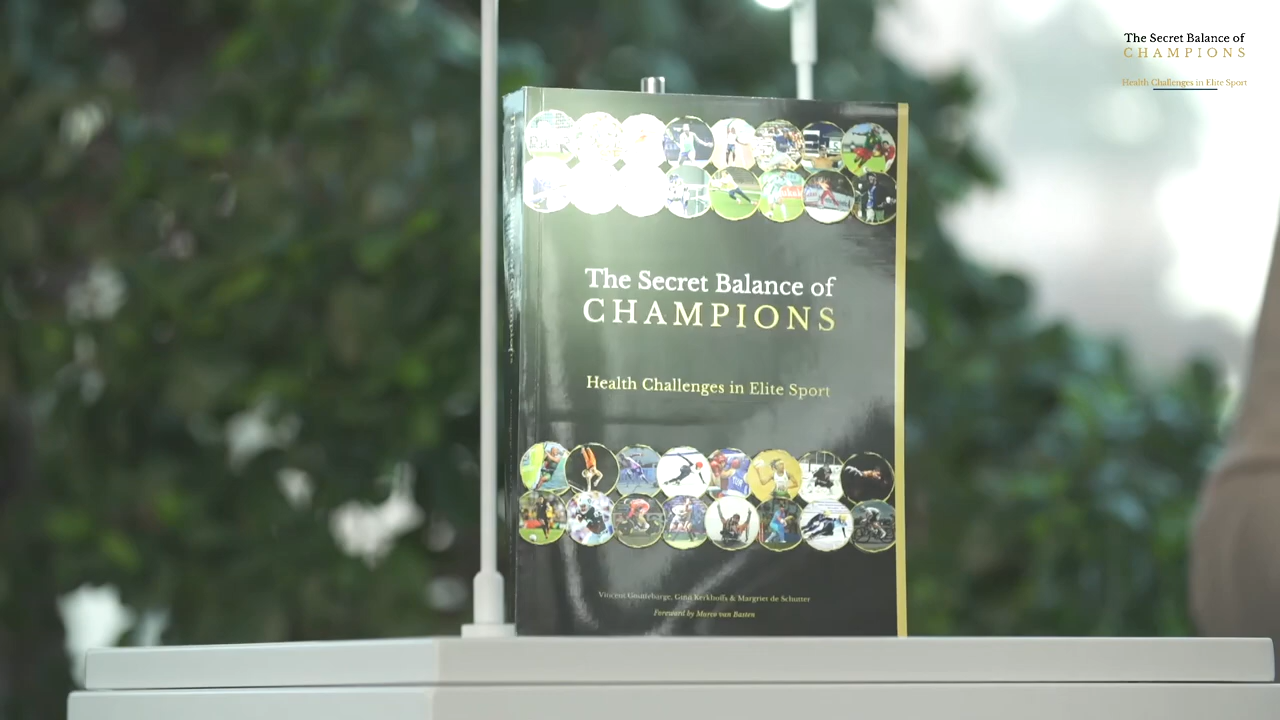 The Secret Balance of
CHAMPIONS
Health Challenges in Elite Sport
The Secret Balance of
CHAMPIONS
Health Challenges in Elite Sport
Vincent Gouttebarge, Gino Kerkhoffs & Margriet de Schutter
Foreword by Marco van Basten